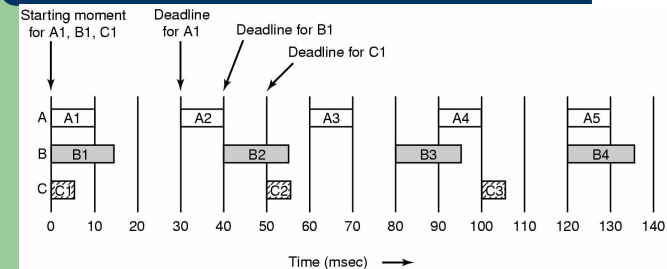 Starting moment
for A1, B1, C1
Deadline
for A1
Deadline for B1
Deadline for C1
A A1 A2 A3 A4 A5
B B1 B2 B3 B4
C C1 C2 C3
0 10 20 30 40 50 60 70 80 90 100 110 120 130 140
Time (msec)